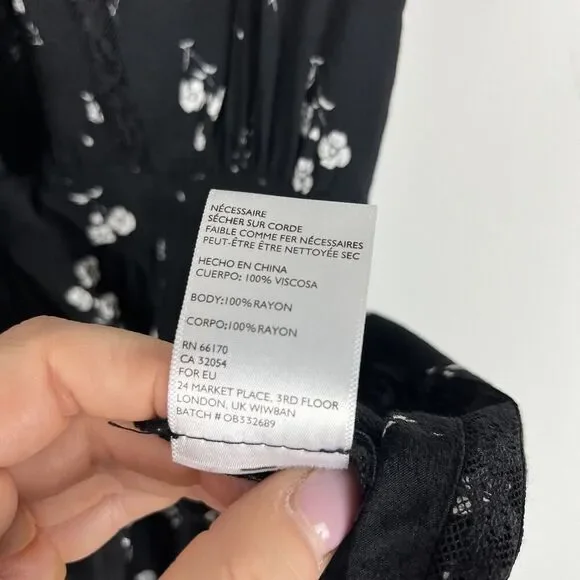 NÉCESSAIRE
SÉCHER SUR CORDE
FAIBLE COMME FER NÉCESSAIRES
PEUT-ÊTRE ÊTRE NETTOYÉE SEC
HECHO EN CHINA
CUERPO: 100% VISCOSA
BODY:100%RAYON
CORPO:100%RAYON
RN 66170
CA 32054
FOR EU
24 MARKET PLACE, 3RD FLOOR
LONDON, UK WIW8AN
BATCH # OB332689